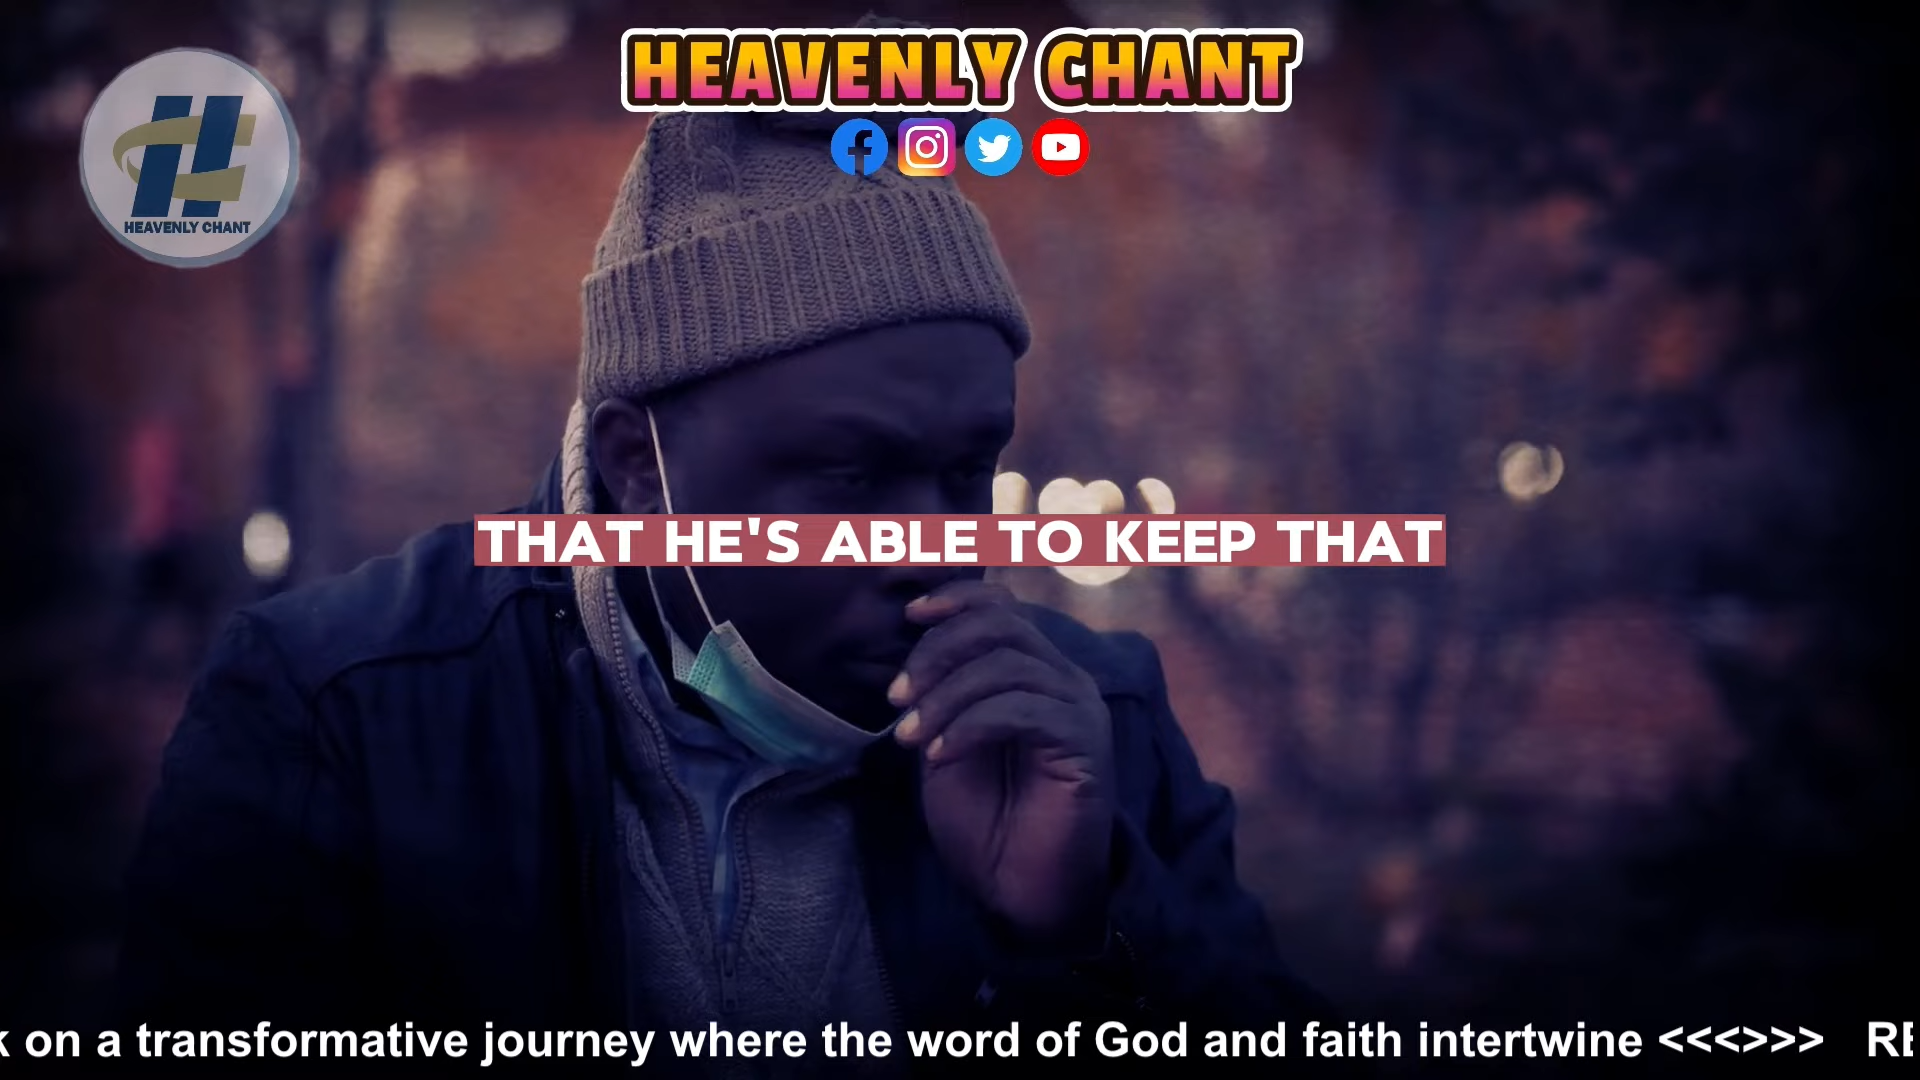 HEAVENLY CHANT
HEAVENLY CHANT
THAT HE'S ABLE TO KEEP THAT
on a transformative journey where the word of God and faith intertwine <<<>>>